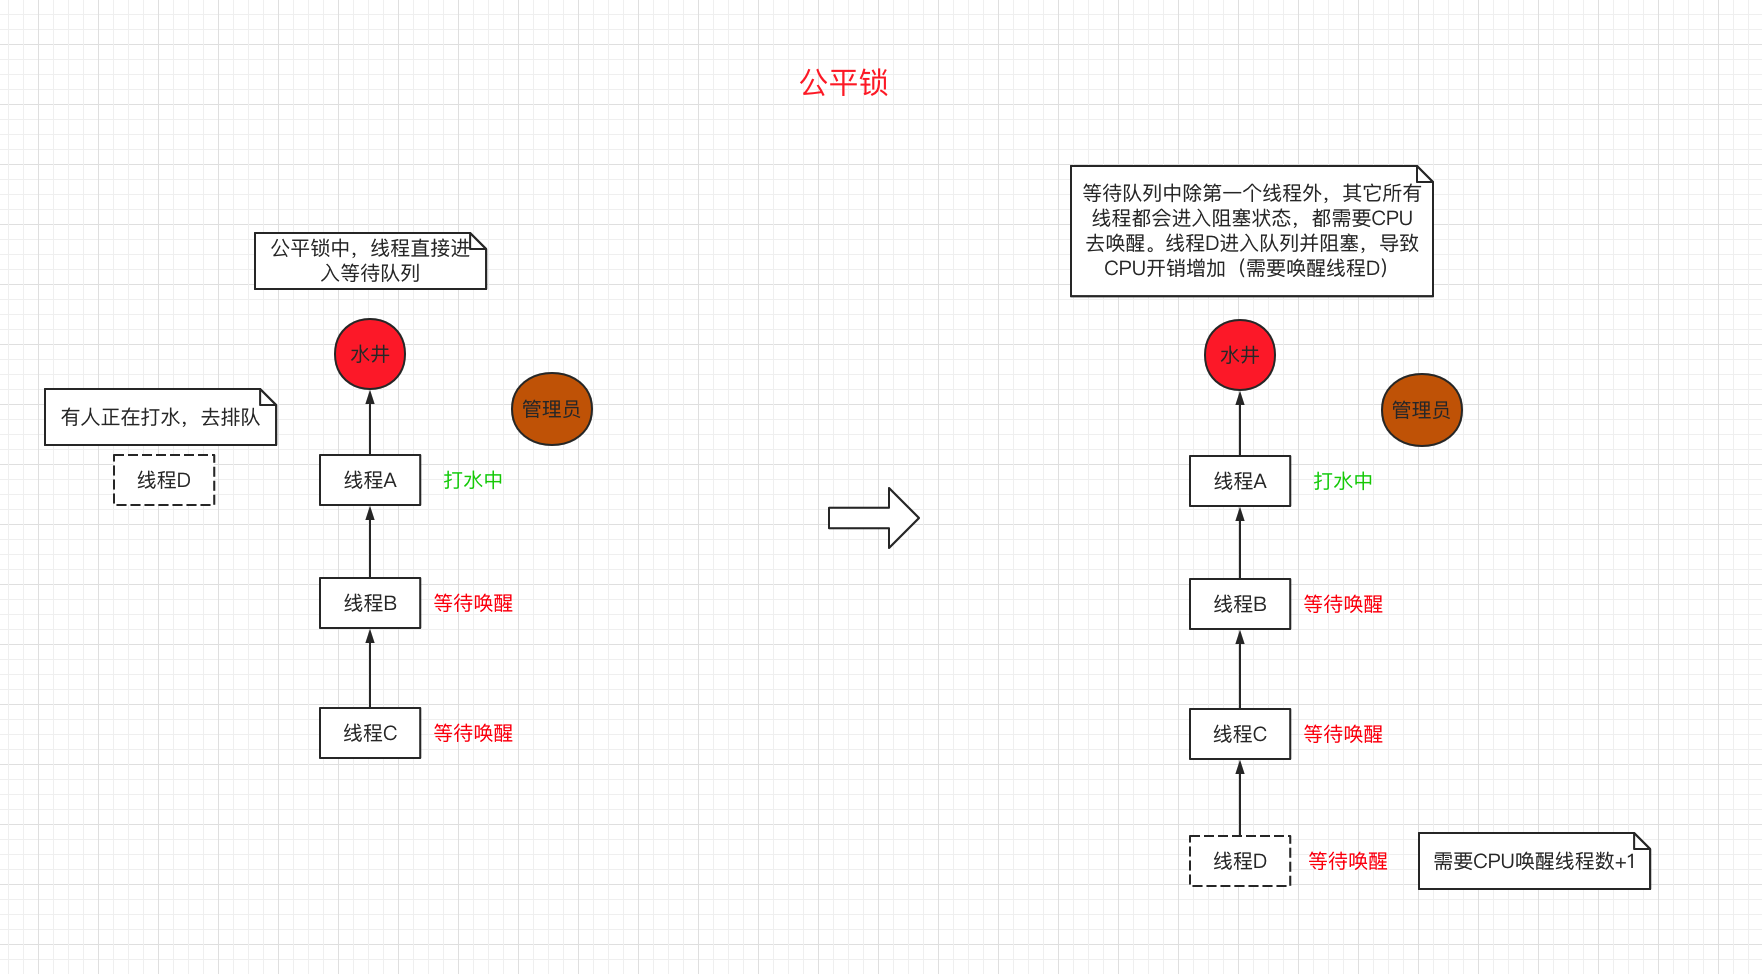 公平锁
公平锁中，线程直接进
入等待队列
水井
管理员
有人正在打水，去排队
线程D
线程A
打水中
线程B
等待唤醒
线程C
等待唤醒
等待队列中除第一个线程外，其它所有
线程都会进入阻塞状态，都需要CPU
去唤醒。线程D进入队列并阻塞，导致
CPU开销增加（需要唤醒线程D）
水井
管理员
线程A
打水中
线程B
等待唤醒
线程C
等待唤醒
线程D
等待唤醒
需要CPU唤醒线程数+1